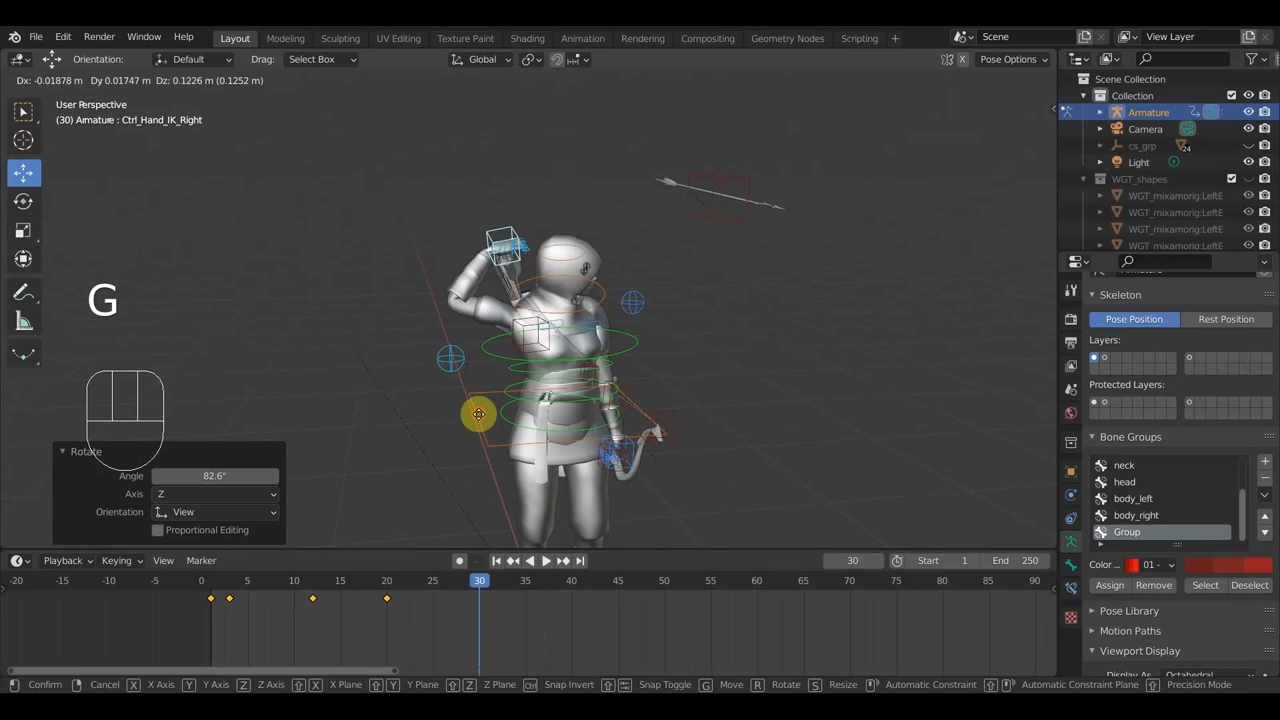 File Edit Render Window Help Layout Modeling Sculpting UV Editing Texture Paint Shading Animation Rendering Compositing Geometry Nodes Scripting + Scene View Layer
Orientation: Default Drag: Select Box Global X Pose Options
Dx: -0.01878 m Dy 0.01747 m Dz: 0.1226 m (0.1252 m)
User Perspective
(30) Armature : Ctrl_Hand_IK_Right
Scene Collection
Collection
Armature
Camera
cs_grp 24
Light
WGT_shapes
WGT_mixamorig:LeftE
WGT_mixamorig:LeftE
WGT_mixamorig:LeftE
WGT_mixamorig:LeftE
G
Skeleton
Pose Position Rest Position
Layers:
Protected Layers:
Bone Groups
neck
head
body_left
body_right
Group
Color 01 -
Assign Remove Select Deselect
Pose Library
Motion Paths
Viewport Display
Rotate
Angle 82.6°
Axis Z
Orientation View
Proportional Editing
Playback Keying View Marker 30 Start 1 End 250
-20 -15 -10 -5 0 5 10 15 20 25 30 35 40 45 50 55 60 65 70 75 80 85 90
Confirm Cancel X X Axis Y Y Axis Z Z Axis X X Plane Y Y Plane Z Z Plane Ctrl Snap Invert Snap Toggle G Move R Rotate S Resize Automatic Constraint Automatic Constraint Plane Precision Mode